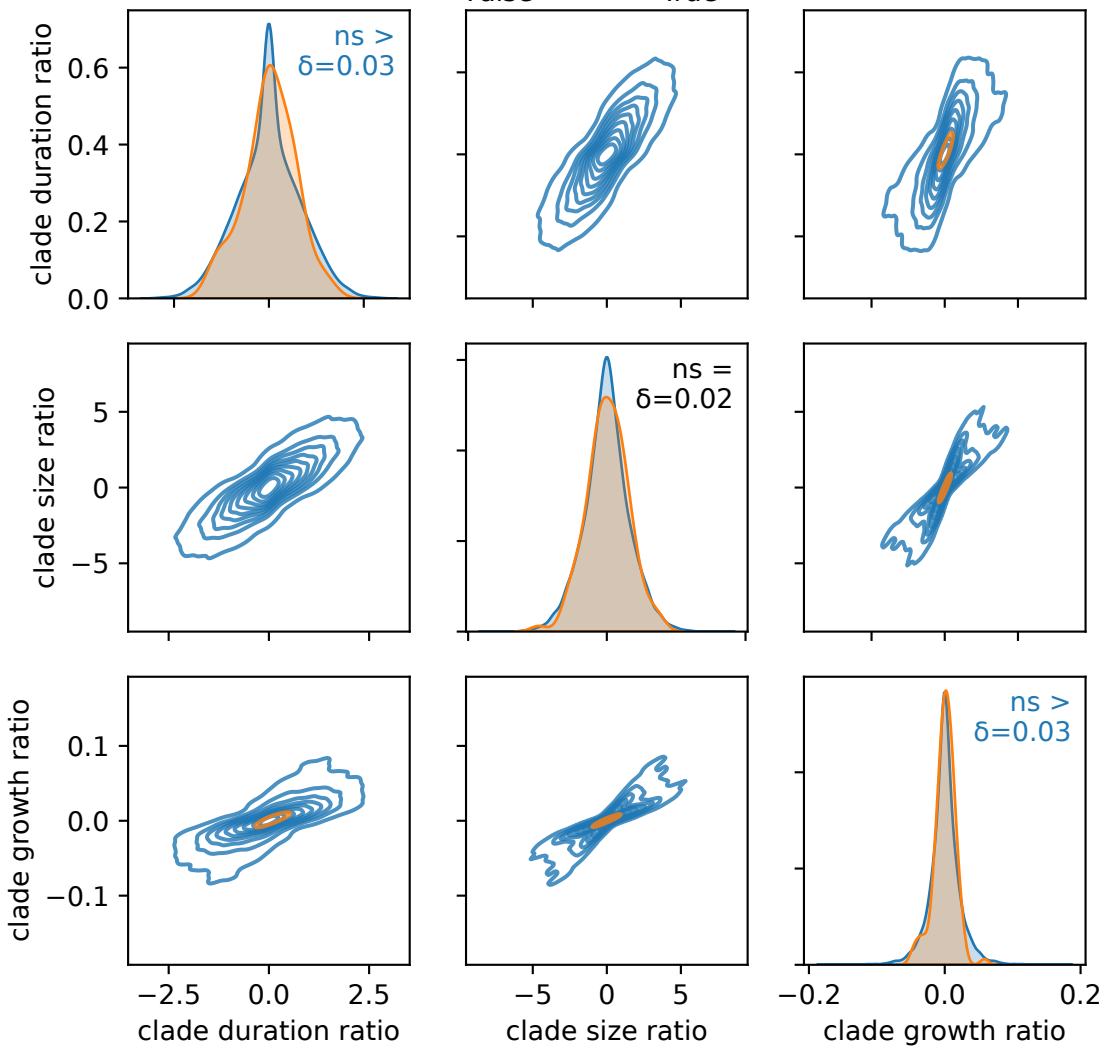 clade duration ratio
0.6
0.4
0.2
0.0
ns >
δ=0.03
clade size ratio
5
0
−5
−5
0
5
ns =
δ=0.02
clade growth ratio
0.1
0.0
−0.1
ns >
δ=0.03
−2.5
0.0
2.5
−5
0
5
−0.2
0.0
0.2
clade duration ratio
clade size ratio
clade growth ratio